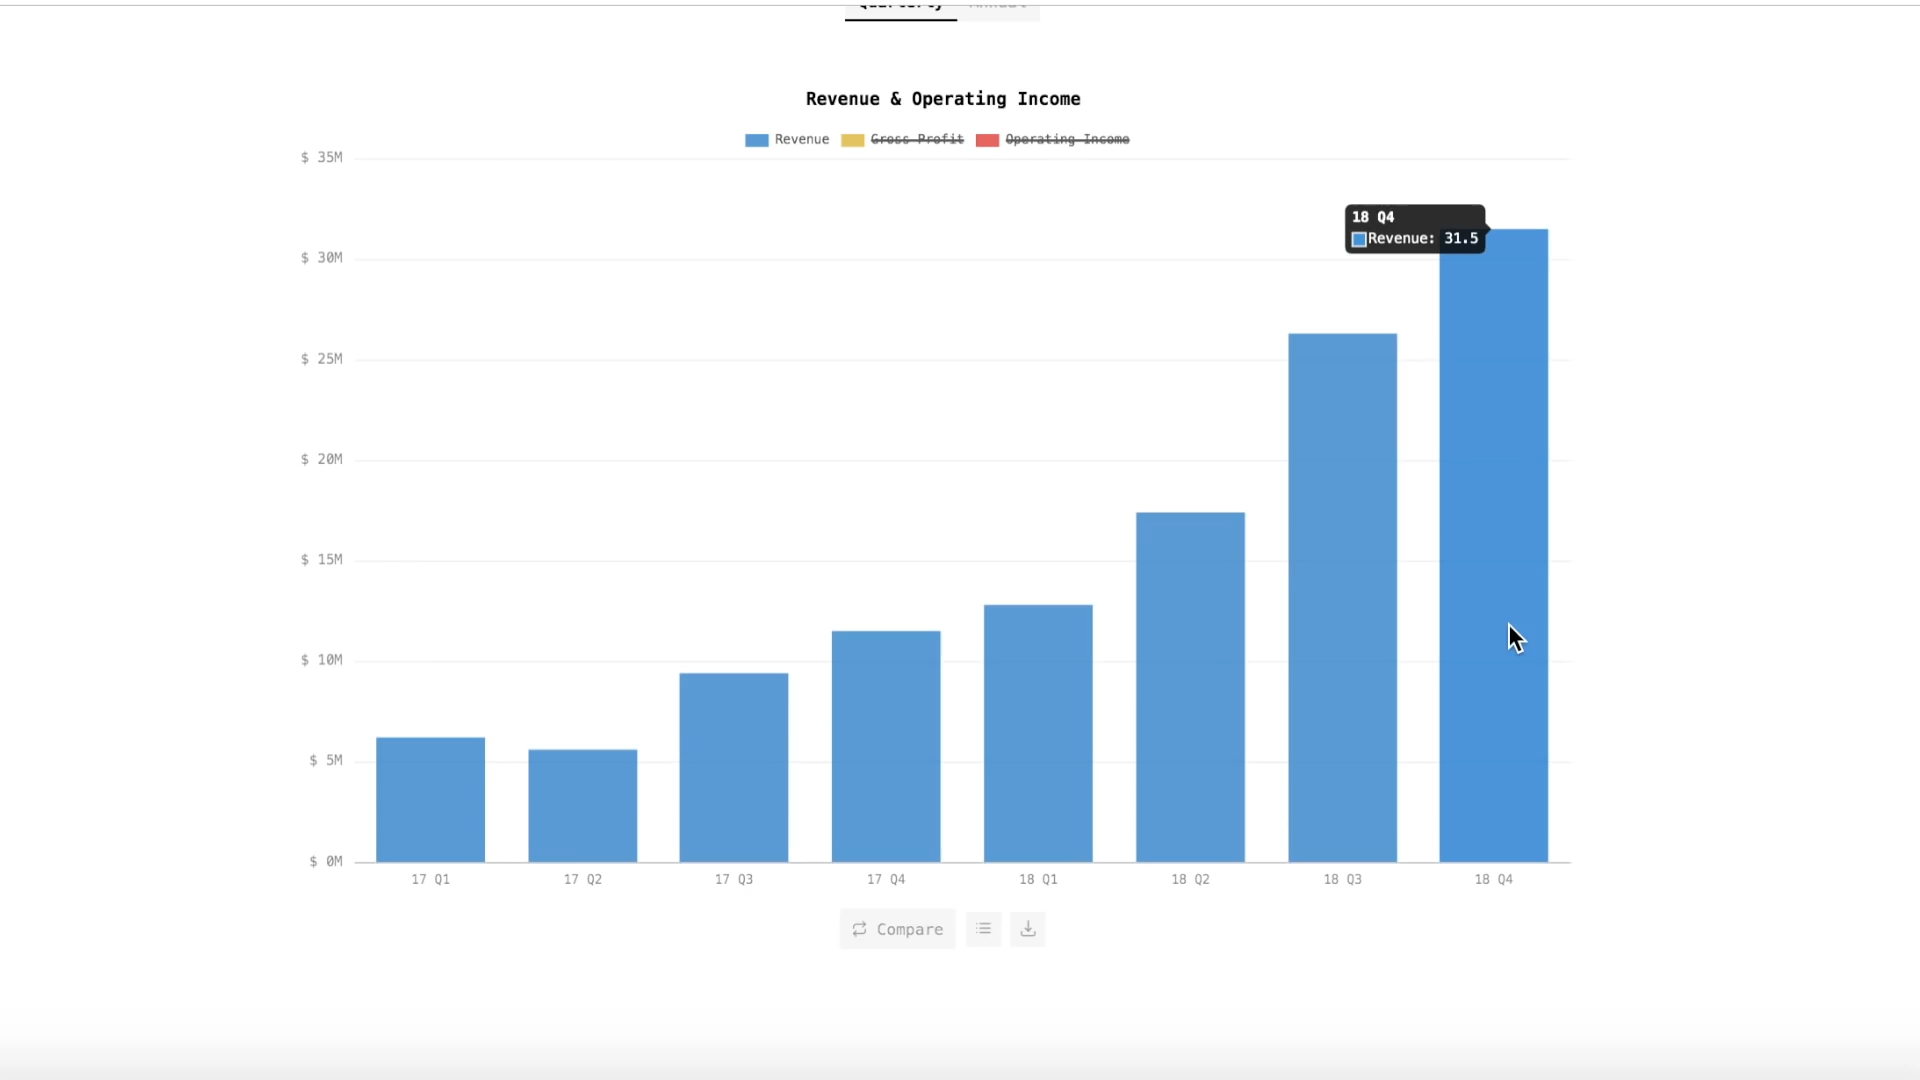 Quarterly Annual
Revenue & Operating Income
Revenue Gross Profit Operating Income
$ 35M
$ 30M
$ 25M
$ 20M
$ 15M
$ 10M
$ 5M
$ 0M
18 Q4
Revenue: 31.5
17 Q1 17 Q2 17 Q3 17 Q4 18 Q1 18 Q2 18 Q3 18 Q4
Compare